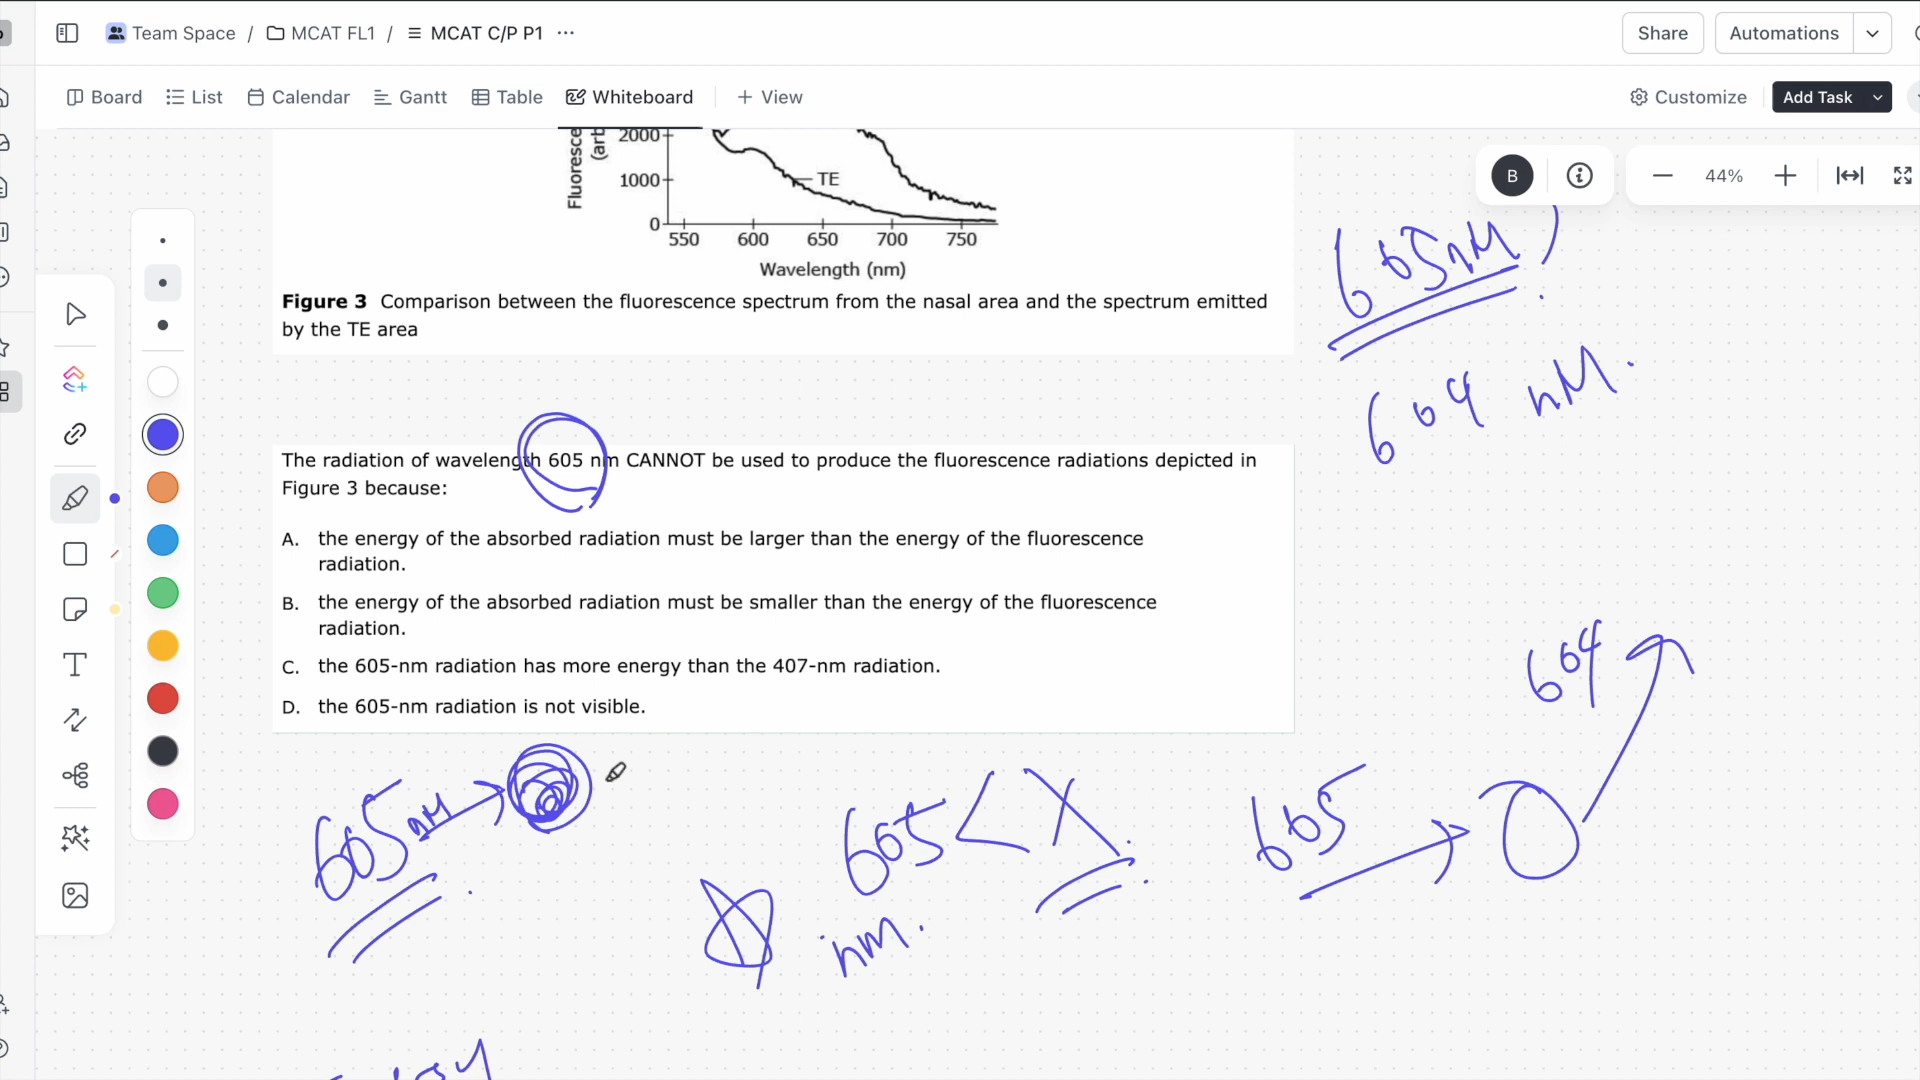 Team Space / MCAT FL1 / MCAT C/P P1 ...
Share
Automations
Board
List
Calendar
Gantt
Table
Whiteboard
+ View
Customize
Add Task
B
44%
Fluoresce
(arb
2000
1000
0
TE
550 600 650 700 750
Wavelength (nm)
Figure 3 Comparison between the fluorescence spectrum from the nasal area and the spectrum emitted
by the TE area
605nM
604 nM.
The radiation of wavelength 605 nm CANNOT be used to produce the fluorescence radiations depicted in
Figure 3 because:
A. the energy of the absorbed radiation must be larger than the energy of the fluorescence
radiation.
B. the energy of the absorbed radiation must be smaller than the energy of the fluorescence
radiation.
C. the 605-nm radiation has more energy than the 407-nm radiation.
D. the 605-nm radiation is not visible.
604
605 nM
605 < X.
nm.
605
T